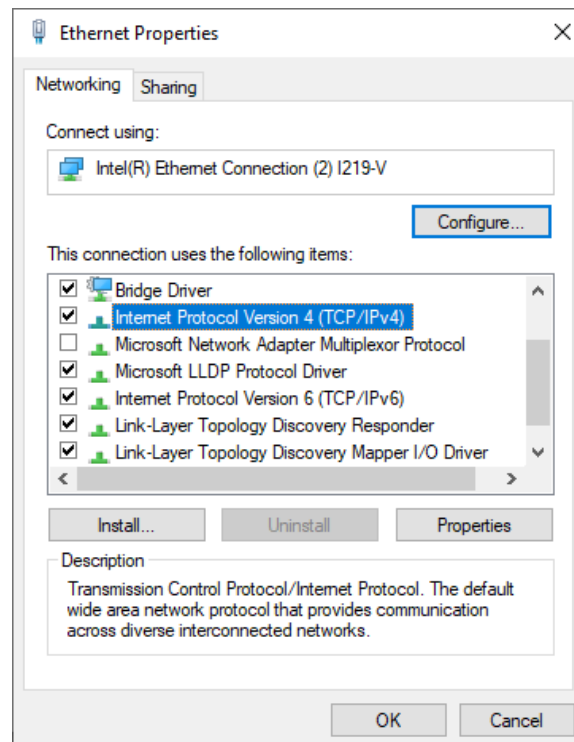 Ethernet Properties
Networking
Sharing
Connect using:
Intel(R) Ethernet Connection (2) I219-V
Configure...
This connection uses the following items:
Bridge Driver
Internet Protocol Version 4 (TCP/IPv4)
Microsoft Network Adapter Multiplexor Protocol
Microsoft LLDP Protocol Driver
Internet Protocol Version 6 (TCP/IPv6)
Link-Layer Topology Discovery Responder
Link-Layer Topology Discovery Mapper I/O Driver
Install...
Uninstall
Properties
Description
Transmission Control Protocol/Internet Protocol. The default
wide area network protocol that provides communication
across diverse interconnected networks.
OK
Cancel